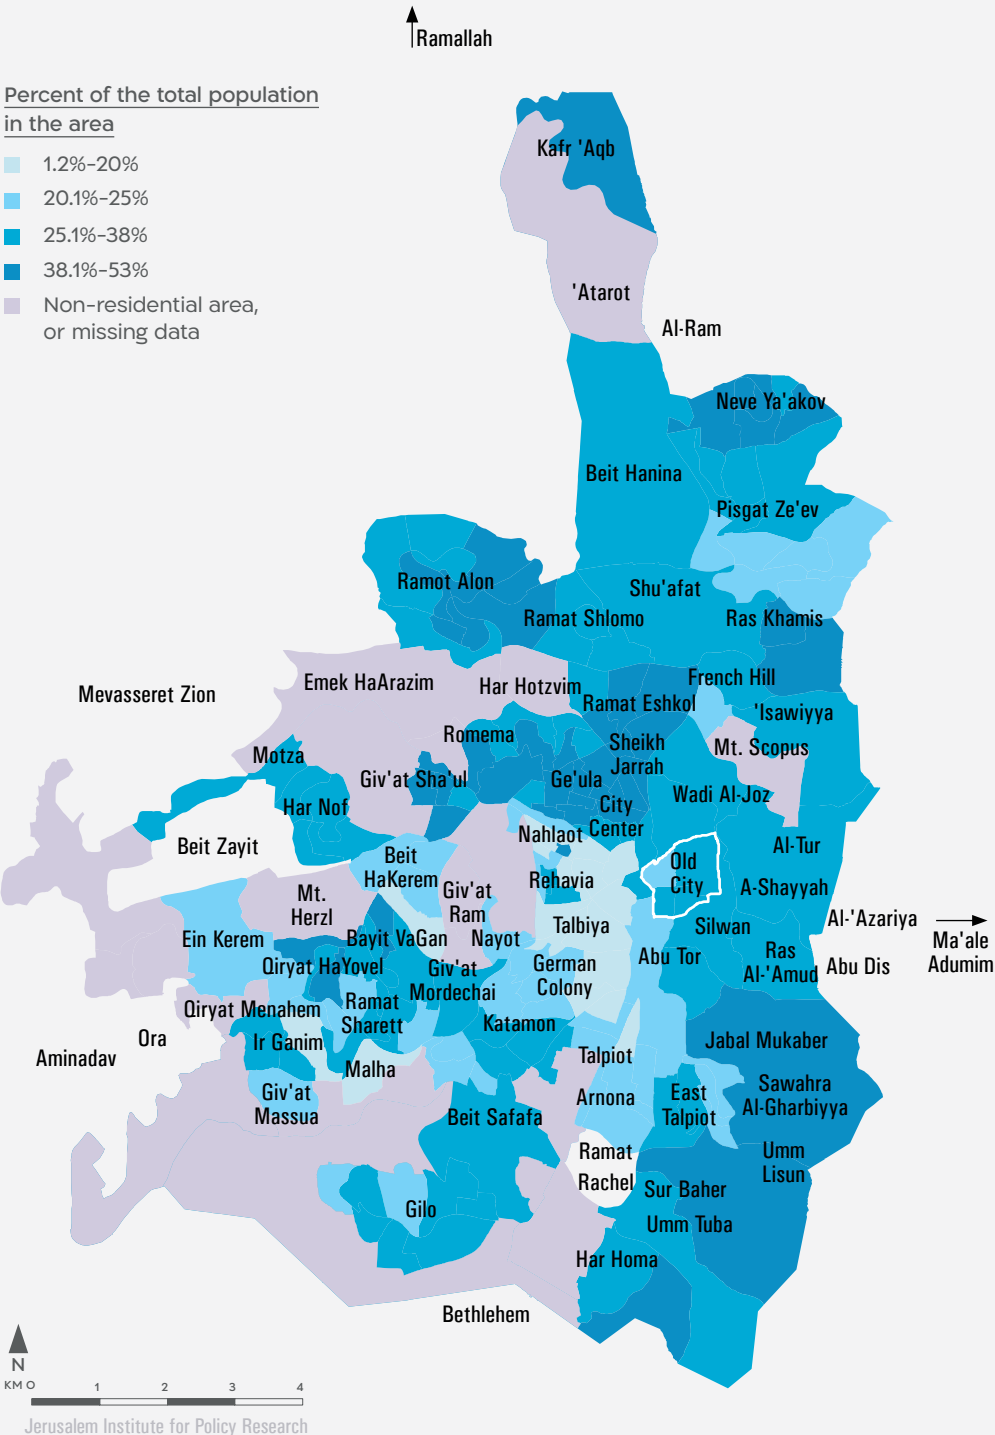 Ramallah
Percent of the total population
in the area
1.2%-20%
20.1%-25%
25.1%-38%
38.1%-53%
Non-residential area,
or missing data
Kafr 'Aqb
'Atarot
Al-Ram
Neve Ya'akov
Beit Hanina
Pisgat Ze'ev
Ramot Alon
Shu'afat
Ramat Shlomo
Ras Khamis
Emek HaArazim
Har Hotzvim
French Hill
Mevasseret Zion
Ramat Eshkol
'Isawiyya
Romema
Sheikh
Jarrah
Mt. Scopus
Motza
Giv'at Sha'ul
Ge'ula
Wadi Al-Joz
Har Nof
City
Center
Nahlaot
Beit Zayit
Beit
HaKerem
Al-Tur
Old
City
Rehavia
A-Shayyah
Mt.
Herzl
Giv'at
Ram
Talbiya
Silwan
Al-'Azariya
Ma'ale
Adumim
Ein Kerem
Bayit VaGan
Nayot
Abu Tor
Ras
Al-'Amud
Abu Dis
Qiryat HaYovel
Giv'at
Mordechai
German
Colony
Qiryat Menahem
Ramat
Sharett
Katamon
Ora
Ir Ganim
Jabal Mukaber
Aminadav
Malha
Talpiot
Giv'at
Massua
Arnona
East
Talpiot
Sawahra
Al-Gharbiyya
Beit Safafa
Ramat
Rachel
Umm
Lisun
Sur Baher
Gilo
Umm Tuba
Har Homa
Bethlehem
N
KM 0 1 2 3 4
Jerusalem Institute for Policy Research